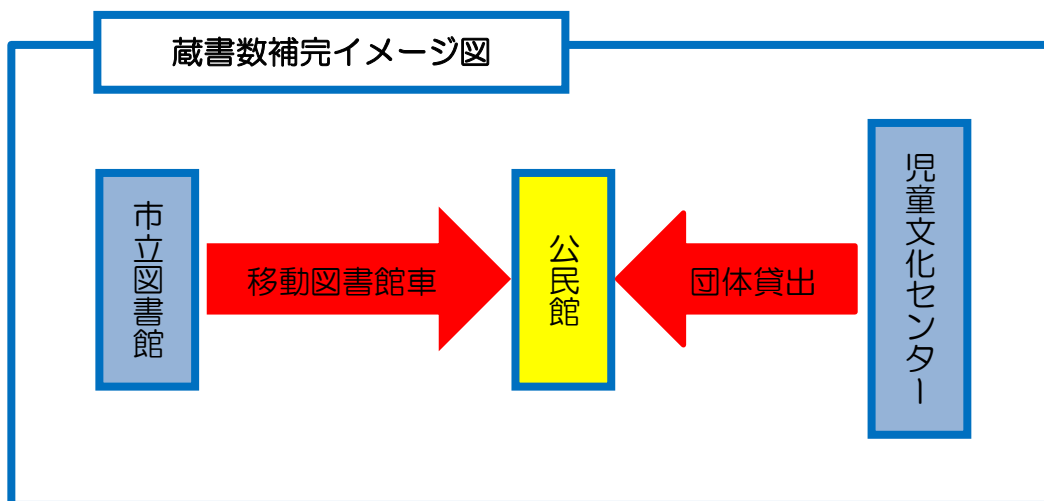 蔵書数補完イメージ図
市立図書館
移動図書館車
公民館
団体貸出
児童文化センター